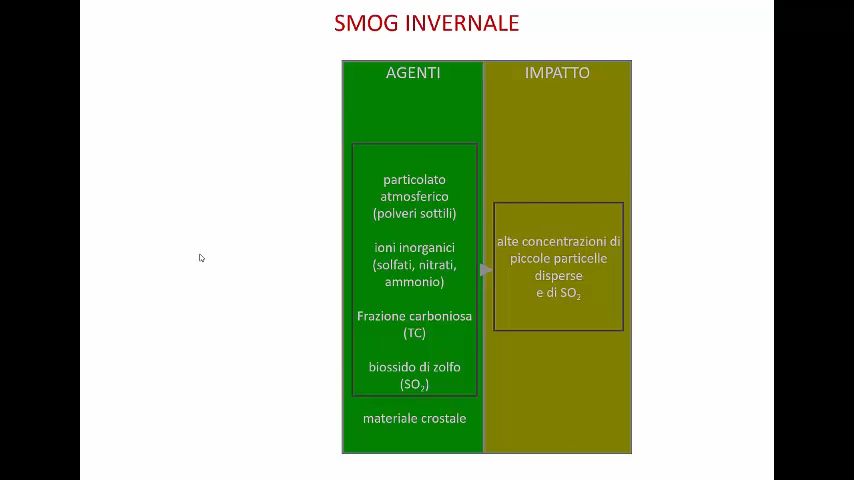 SMOG INVERNALE
AGENTI
particolato
atmosferico
(polveri sottili)
ioni inorganici
(solfati, nitrati,
ammonio)
Frazione carboniosa
(TC)
biossido di zolfo
(SO₂)
materiale crostale
IMPATTO
alte concentrazioni di
piccole particelle
disperse
e di SO₂